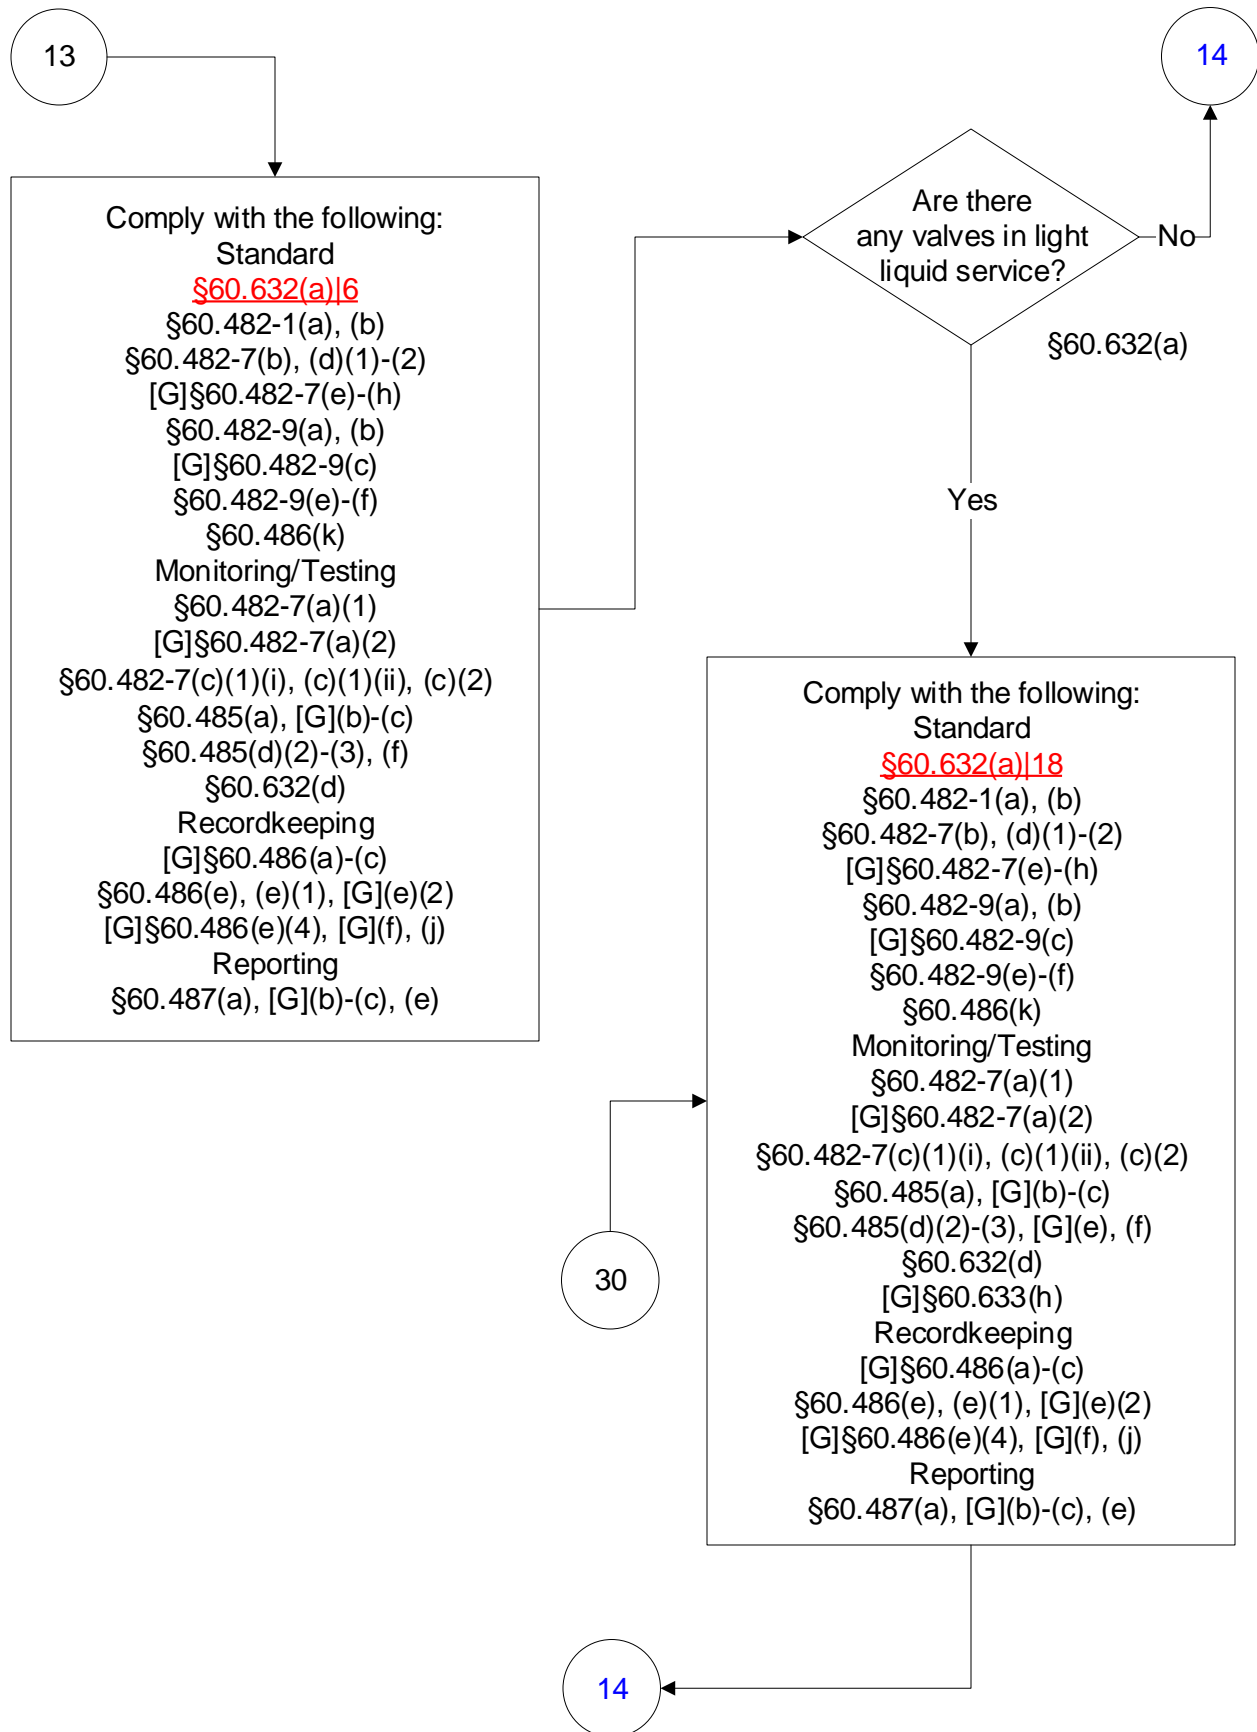 13
Comply with the following:
Standard
§60.632(a)|6
§60.482-1(a), (b)
§60.482-7(b), (d)(1)-(2)
[G]§60.482-7(e)-(h)
§60.482-9(a), (b)
[G]§60.482-9(c)
§60.482-9(e)-(f)
§60.486(k)
Monitoring/Testing
§60.482-7(a)(1)
[G]§60.482-7(a)(2)
§60.482-7(c)(1)(i), (c)(1)(ii), (c)(2)
§60.485(a), [G](b)-(c)
§60.485(d)(2)-(3), (f)
§60.632(d)
Recordkeeping
[G]§60.486(a)-(c)
§60.486(e), (e)(1), [G](e)(2)
[G]§60.486(e)(4), [G](f), (j)
Reporting
§60.487(a), [G](b)-(c), (e)
14
Are there
any valves in light
liquid service?
No
§60.632(a)
Yes
Comply with the following:
Standard
§60.632(a)|18
§60.482-1(a), (b)
§60.482-7(b), (d)(1)-(2)
[G]§60.482-7(e)-(h)
§60.482-9(a), (b)
[G]§60.482-9(c)
§60.482-9(e)-(f)
§60.486(k)
Monitoring/Testing
§60.482-7(a)(1)
[G]§60.482-7(a)(2)
§60.482-7(c)(1)(i), (c)(1)(ii), (c)(2)
§60.485(a), [G](b)-(c)
§60.485(d)(2)-(3), [G](e), (f)
§60.632(d)
[G]§60.633(h)
Recordkeeping
[G]§60.486(a)-(c)
§60.486(e), (e)(1), [G](e)(2)
[G]§60.486(e)(4), [G](f), (j)
Reporting
§60.487(a), [G](b)-(c), (e)
30
14